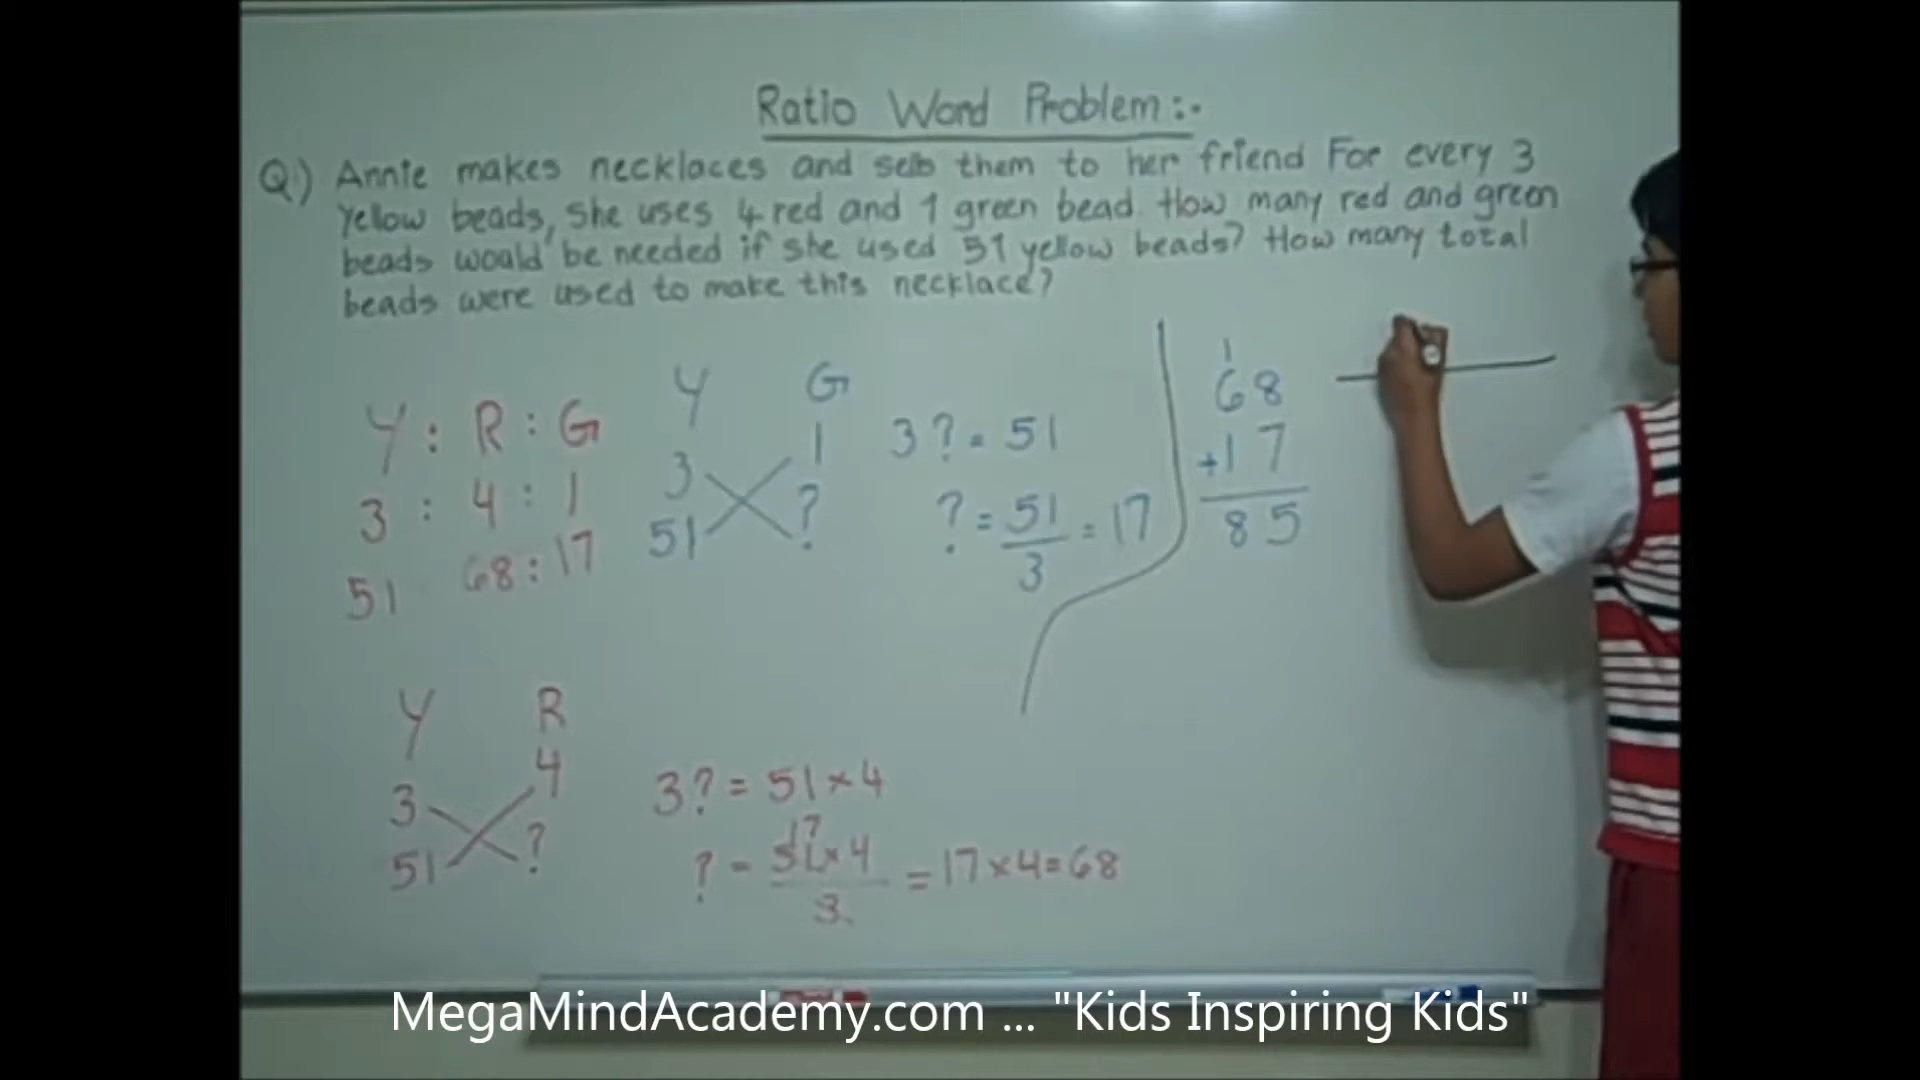 Ratio Word Problem:-
Q1) Annie makes necklaces and sells them to her friend For every 3
yellow beads, she uses 4 red and 1 green bead. How many red and green
beads would be needed if she used 51 yellow beads? How many total
beads were used to make this necklace?
Y : R : G
3 : 4 : 1
51 68 : 17
Y G
3 1
51 ?
3? = 51
? = 51/3 = 17
1
68
+17
85
Y R
3 4
51 ?
3? = 51 × 4
17
? = 51 × 4/3 = 17 × 4 = 68
MegaMindAcademy.com ... "Kids Inspiring Kids"